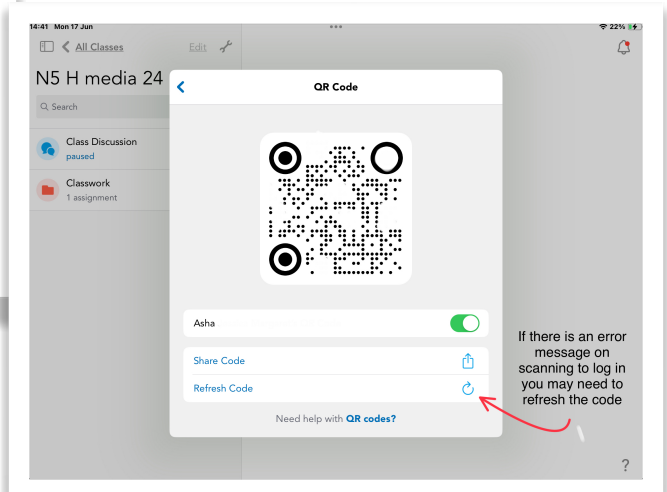 14:41 Mon 17 Jun
22%
All Classes
Edit
N5 H media 24
QR Code
Search
Class Discussion
paused
Classwork
1 assignment
Asha
Share Code
Refresh Code
Need help with QR codes?
If there is an error
message on
scanning to log in
you may need to
refresh the code
?